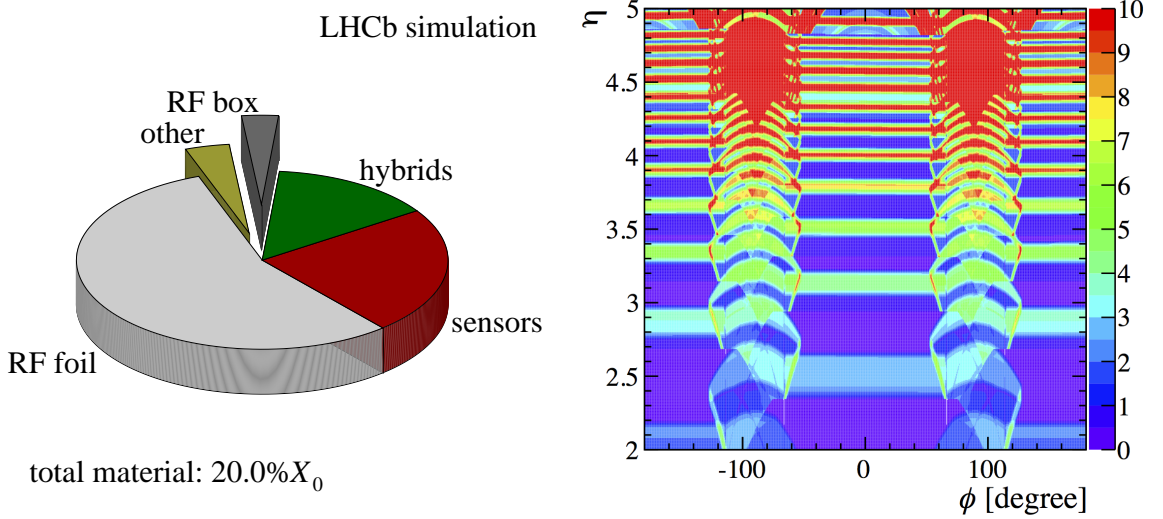 LHCb simulation
RF box
other
hybrids
sensors
RF foil
total material: 20.0%X₀
η
5
4.5
4
3.5
3
2.5
2
-100 0 100
ϕ [degree]
10
9
8
7
6
5
4
3
2
1
0